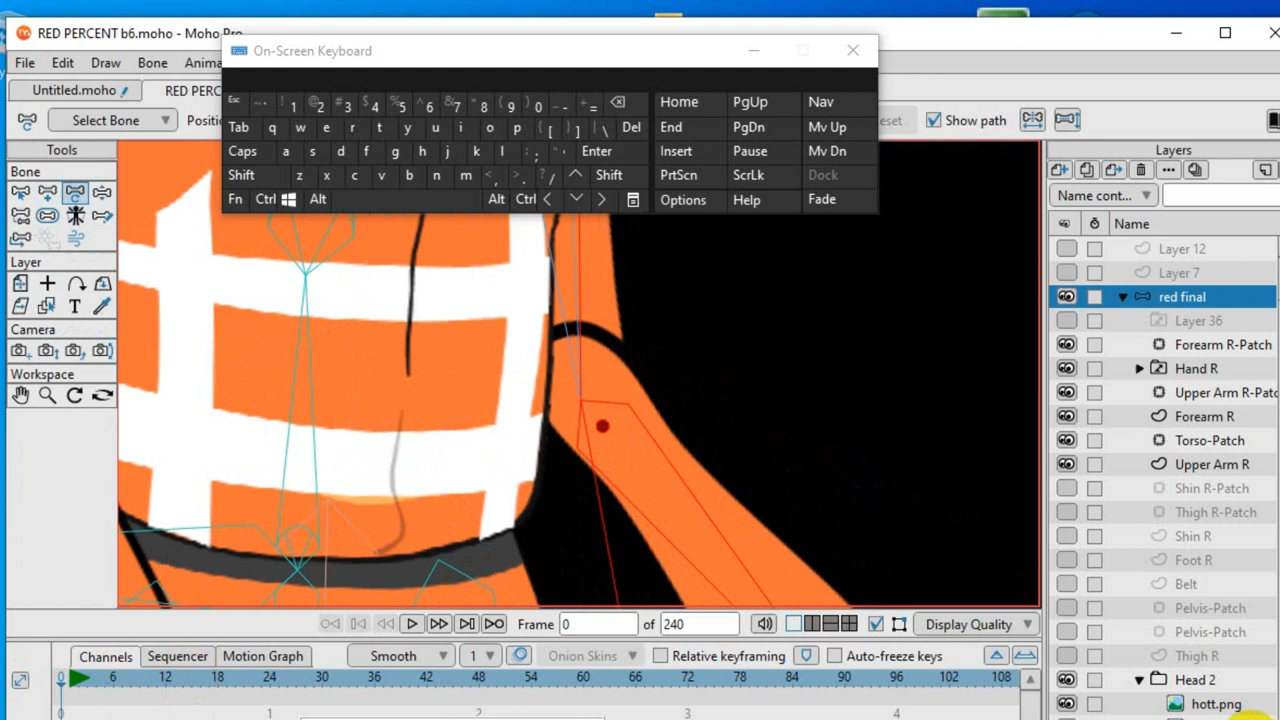 RED PERCENT b6.moho - Moho Pro
On-Screen Keyboard
File Edit Draw Bone Anima
Untitled.moho RED PERC
Esc ~ ` ! 1 @ 2 # 3 $ 4 % 5 ^ 6 & 7 * 8 ( 9 ) 0 _ - + = Home PgUp Nav
Tab q w e r t y u i o p { [ } ] | \ Del End PgDn Mv Up
Caps a s d f g h j k l : ; " ' Enter Insert Pause Mv Dn
Shift z x c v b n m < , > . ? / Shift PrtScn ScrLk Dock
Fn Ctrl Alt Alt Ctrl Options Help Fade
Select Bone Positi
eset Show path
Tools
Bone
Layer
T
Camera
Workspace
Layers
Name cont...
Name
Layer 12
Layer 7
red final
Layer 36
Forearm R-Patch
Hand R
Upper Arm R-Patc
Forearm R
Torso-Patch
Upper Arm R
Shin R-Patch
Thigh R-Patch
Shin R
Foot R
Belt
Pelvis-Patch
Pelvis-Patch
Thigh R
Head 2
hott.png
Frame 0 of 240 Display Quality
Channels Sequencer Motion Graph Smooth 1 Onion Skins Relative keyframing Auto-freeze keys
0 6 12 18 24 30 36 42 48 54 60 66 72 78 84 90 96 102 108
0 1 2 3 4